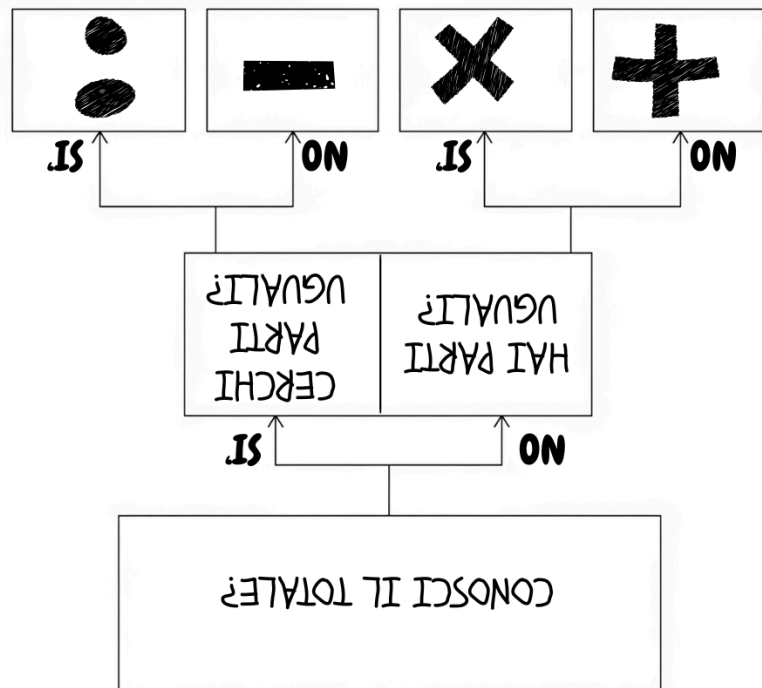 CONOSCI IL TOTALE?
NO
SI'
HAI PARTI
UGUALI?
CERCHI
PARTI
UGUALI?
NO
SI'
NO
SI'
+
×
-
: